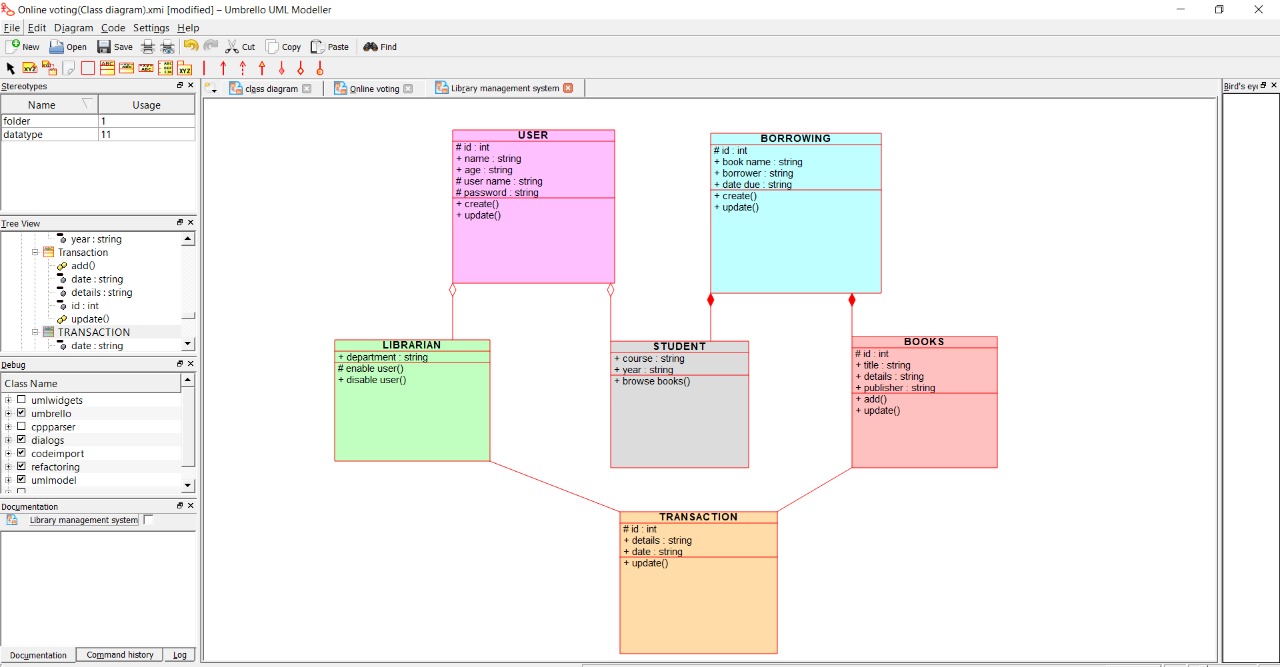 Online voting(Class diagram).xmi [modified] – Umbrello UML Modeller
File Edit Diagram Code Settings Help
New Open Save Cut Copy Paste Find
Stereotypes
Name Usage
folder 1
datatype 11
Tree View
year : string
Transaction
add()
date : string
details : string
id : int
update()
TRANSACTION
date : string
Debug
Class Name
umlwidgets
umbrello
cppparser
dialogs
codeimport
refactoring
umlmodel
Documentation
Library management system
Documentation Command history Log
class diagram Online voting Library management system
USER
# id : int
+ name : string
+ age : string
# user name : string
# password : string
+ create()
+ update()
BORROWING
# id : int
+ book name : string
+ borrower : string
+ date due : string
+ create()
+ update()
LIBRARIAN
+ department : string
# enable user()
+ disable user()
STUDENT
+ course : string
+ year : string
+ browse books()
BOOKS
# id : int
+ title : string
+ details : string
+ publisher : string
+ add()
+ update()
TRANSACTION
# id : int
+ details : string
+ date : string
+ update()
Bird's ey